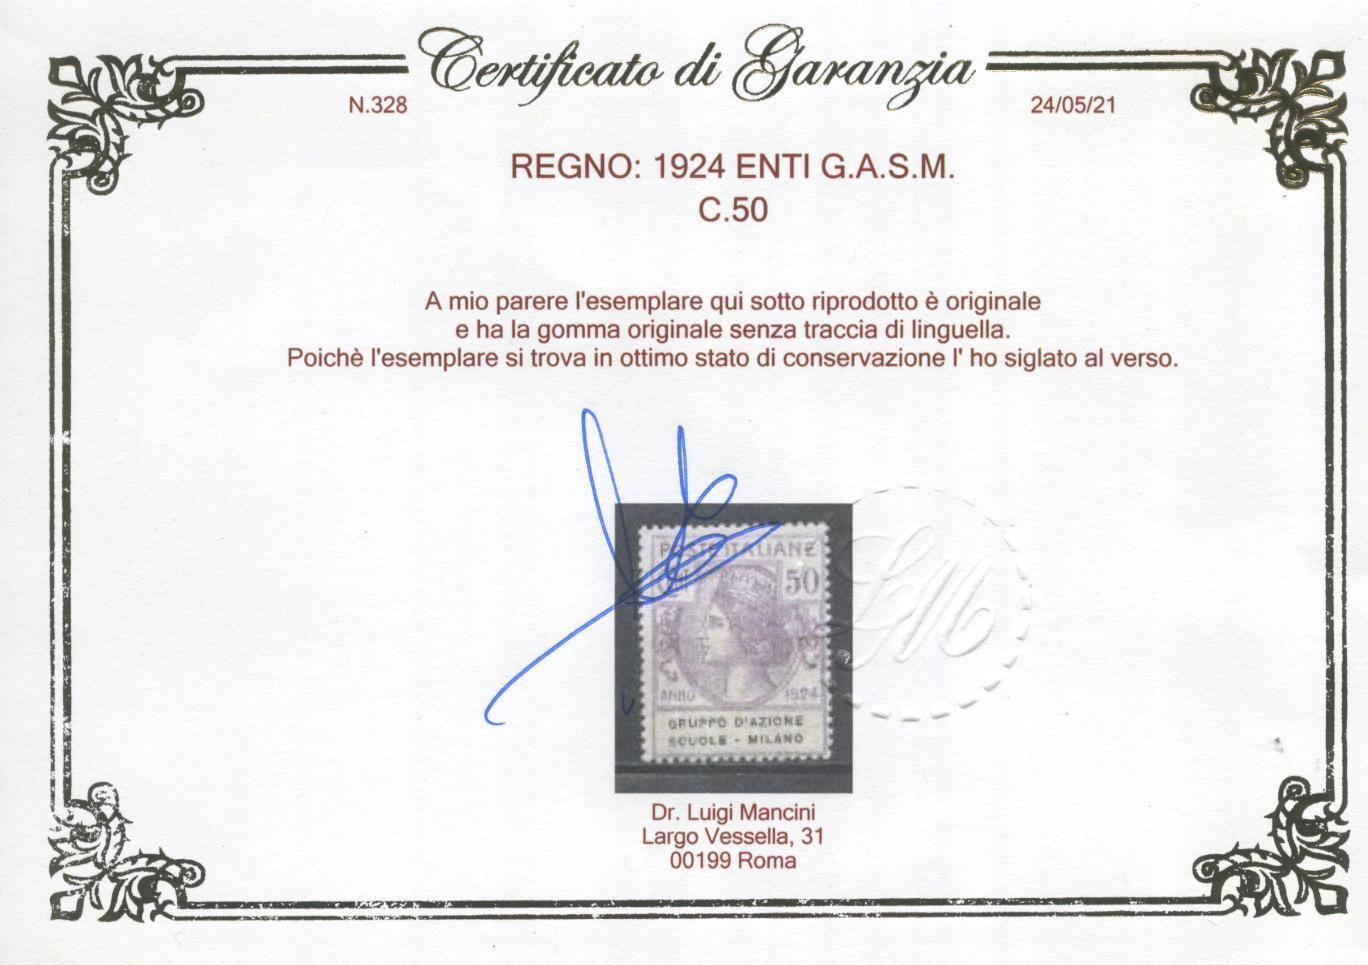 Certificato di Garanzia
N.328
24/05/21
REGNO: 1924 ENTI G.A.S.M.
C.50
A mio parere l'esemplare qui sotto riprodotto è originale
e ha la gomma originale senza traccia di linguella.
Poichè l'esemplare si trova in ottimo stato di conservazione l' ho siglato al verso.
POSTE ITALIANE
50
ANNO 1924
GRUPPO D'AZIONE
SCUOLE - MILANO
LM
Dr. Luigi Mancini
Largo Vessella, 31
00199 Roma